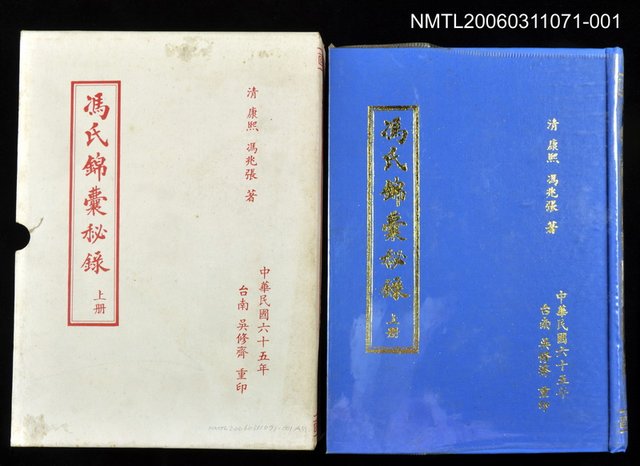 NMTL20060311071-001
馮氏錦囊秘錄 上册
清 康熙 馮兆張 著
中華民國六十五年
台南 吳修齊 重印
馮氏錦囊秘錄 上册
清 康熙 馮兆張 著
中華民國六十五年
台南 吳修齊 重印